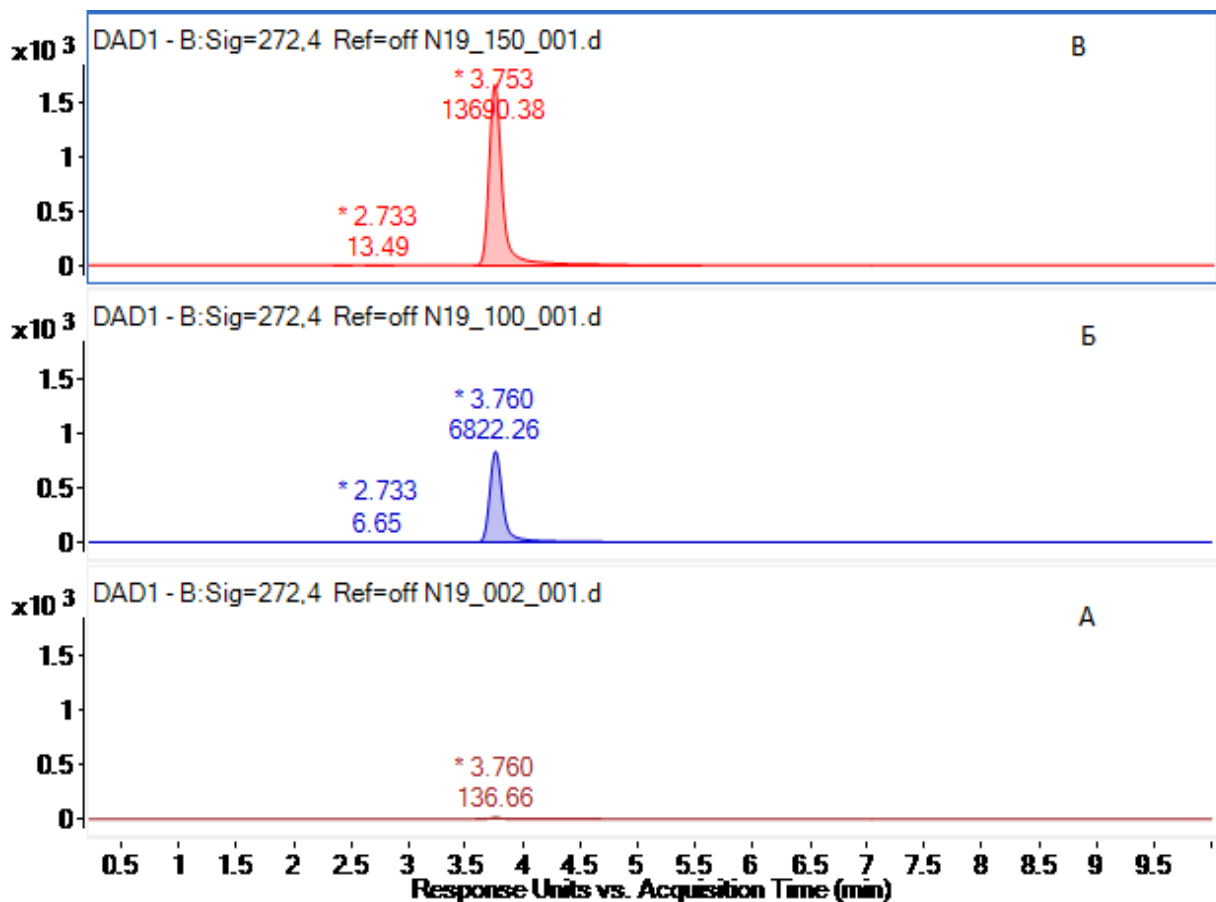 DAD1 - B:Sig=272,4 Ref=off N19_150_001.d
В
x10 3
* 3.753
13690.38
1.5
1
* 2.733
13.49
0.5
0
DAD1 - B:Sig=272,4 Ref=off N19_100_001.d
Б
x10 3
1.5
* 3.760
6822.26
1
* 2.733
6.65
0.5
0
DAD1 - B:Sig=272,4 Ref=off N19_002_001.d
А
x10 3
1.5
1
* 3.760
136.66
0.5
0
0.5 1 1.5 2 2.5 3 3.5 4 4.5 5 5.5 6 6.5 7 7.5 8 8.5 9 9.5
Response Units vs. Acquisition Time (min)